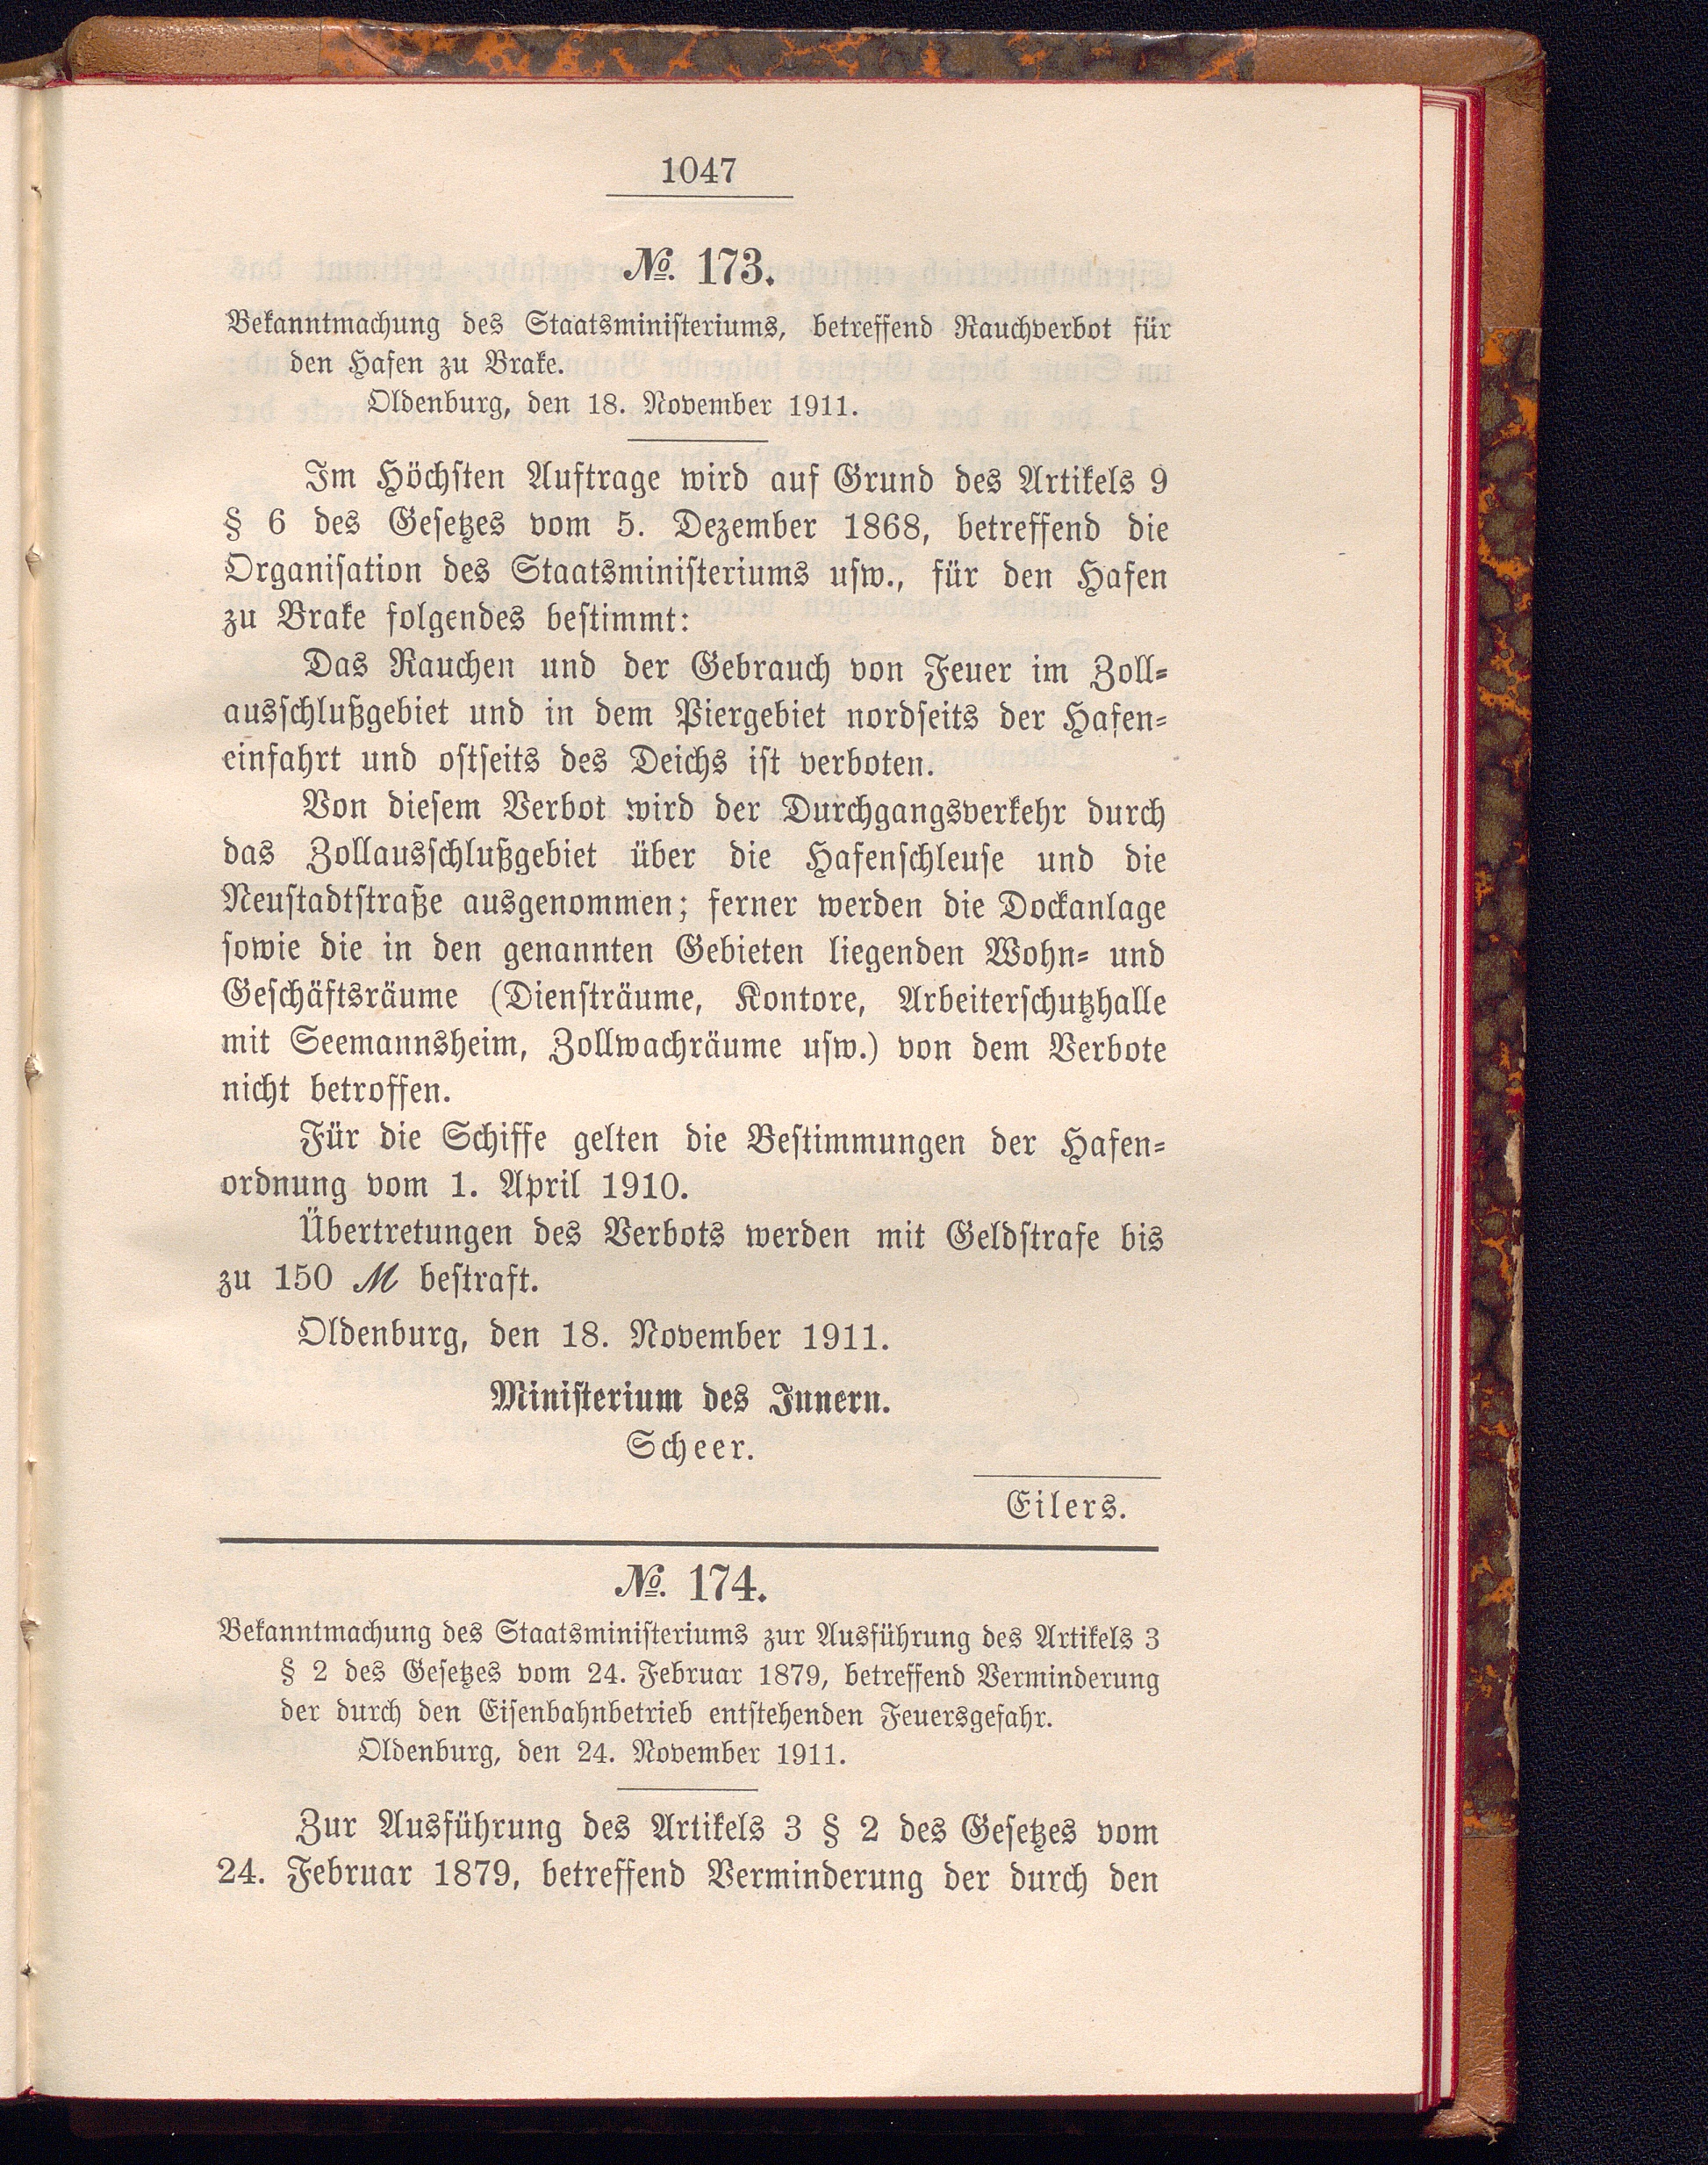 1047
№. 173.
Bekanntmachung des Staatsministeriums, betreffend Rauchverbot für
den Hafen zu Brake.
Oldenburg, den 18. November 1911.
Im Höchsten Auftrage wird auf Grund des Artikels 9
§ 6 des Gesetzes vom 5. Dezember 1868, betreffend die
Organisation des Staatsministeriums usw., für den Hafen
zu Brake folgendes bestimmt:
Das Rauchen und der Gebrauch von Feuer im Zoll-
ausschlußgebiet und in dem Piergebiet nordseits der Hafen-
einfahrt und ostseits des Deichs ist verboten.
Von diesem Verbot wird der Durchgangsverkehr durch
das Zollausschlußgebiet über die Hafenschleuse und die
Neustadtstraße ausgenommen; ferner werden die Dockanlage
sowie die in den genannten Gebieten liegenden Wohn- und
Geschäftsräume (Diensträume, Kontore, Arbeiterschutzhalle
mit Seemannsheim, Zollwachräume usw.) von dem Verbote
nicht betroffen.
Für die Schiffe gelten die Bestimmungen der Hafen-
ordnung vom 1. April 1910.
Übertretungen des Verbots werden mit Geldstrafe bis
zu 150 ℳ bestraft.
Oldenburg, den 18. November 1911.
Ministerium des Innern.
Scheer.
Eilers.
№. 174.
Bekanntmachung des Staatsministeriums zur Ausführung des Artikels 3
§ 2 des Gesetzes vom 24. Februar 1879, betreffend Verminderung
der durch den Eisenbahnbetrieb entstehenden Feuersgefahr.
Oldenburg, den 24. November 1911.
Zur Ausführung des Artikels 3 § 2 des Gesetzes vom
24. Februar 1879, betreffend Verminderung der durch den